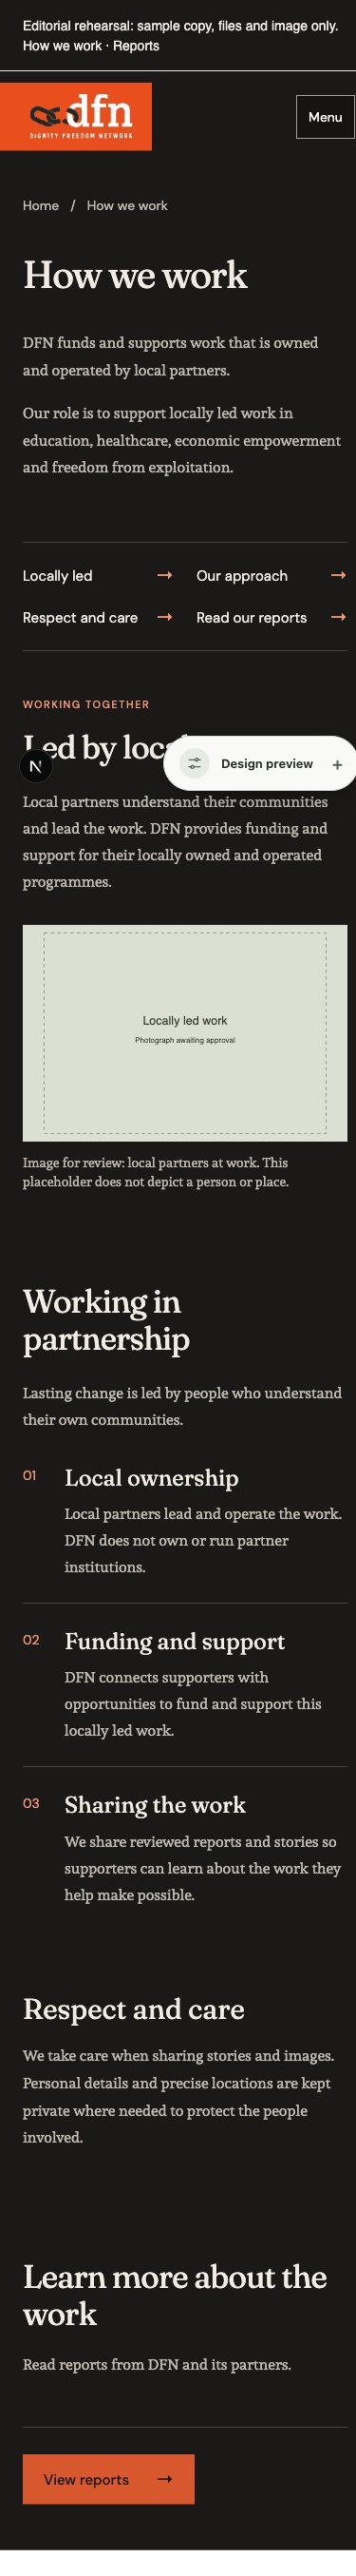 Editorial rehearsal: sample copy, files and image only.
How we work · Reports
dfn
DIGNITY FREEDOM NETWORK
Menu
Home / How we work
How we work
DFN funds and supports work that is owned
and operated by local partners.
Our role is to support locally led work in
education, healthcare, economic empowerment
and freedom from exploitation.
Locally led → Our approach →
Respect and care → Read our reports →
WORKING TOGETHER
Led by local
N
Design preview +
Local partners understand their communities
and lead the work. DFN provides funding and
support for their locally owned and operated
programmes.
Locally led work
Photograph awaiting approval
Image for review: local partners at work. This
placeholder does not depict a person or place.
Working in
partnership
Lasting change is led by people who understand
their own communities.
01 Local ownership
Local partners lead and operate the work.
DFN does not own or run partner
institutions.
02 Funding and support
DFN connects supporters with
opportunities to fund and support this
locally led work.
03 Sharing the work
We share reviewed reports and stories so
supporters can learn about the work they
help make possible.
Respect and care
We take care when sharing stories and images.
Personal details and precise locations are kept
private where needed to protect the people
involved.
Learn more about the
work
Read reports from DFN and its partners.
View reports →